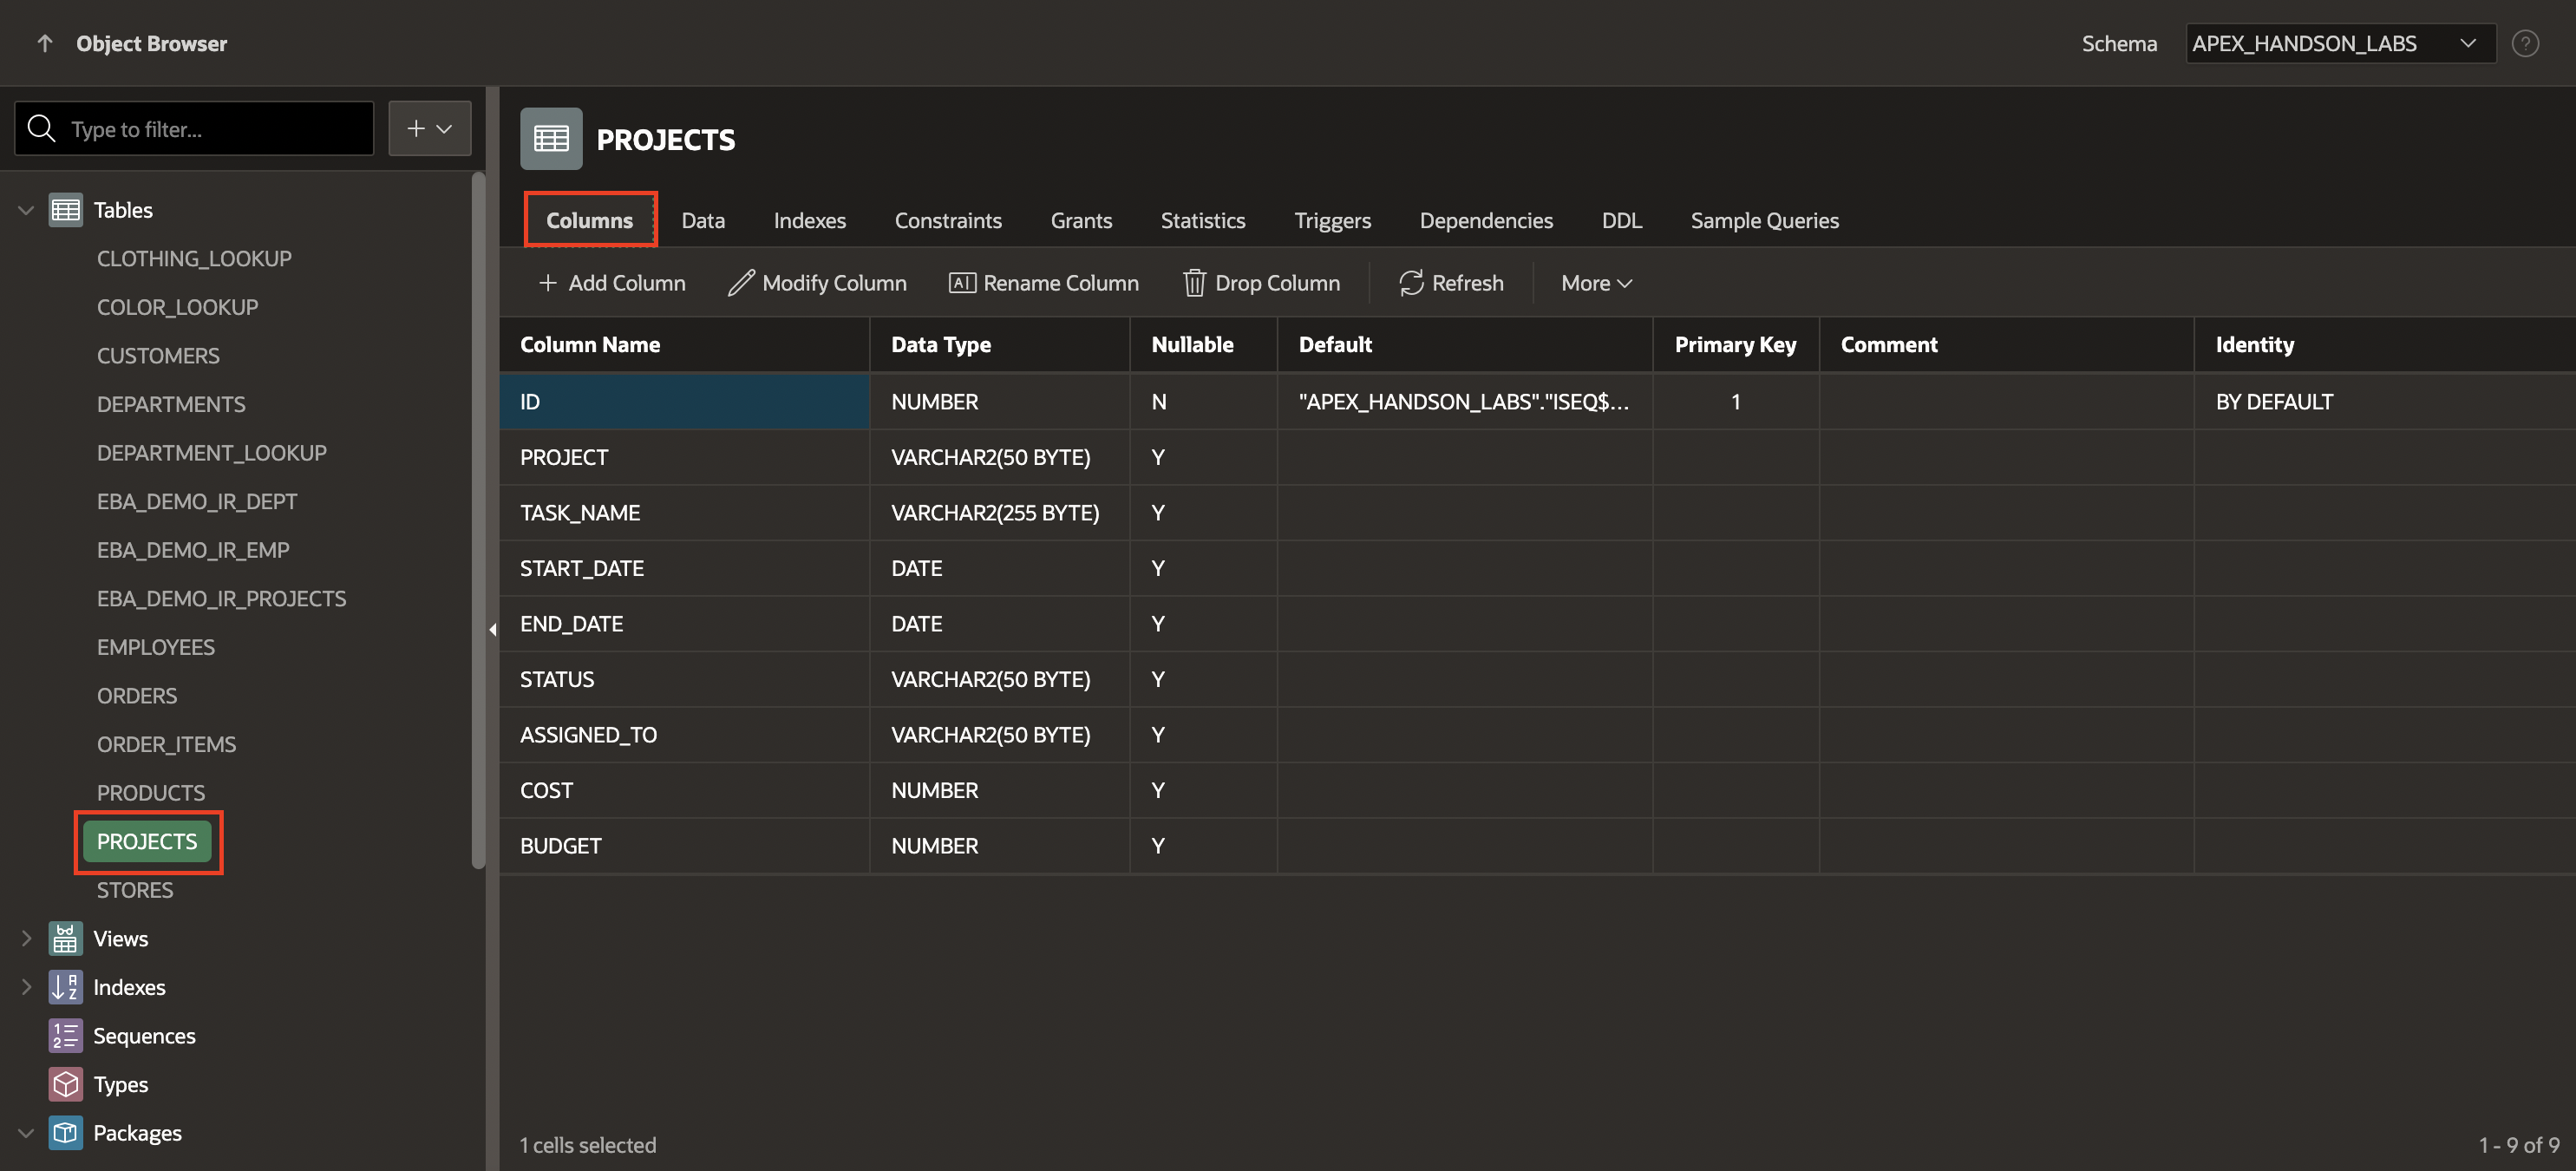 Object Browser
Schema APEX_HANDSON_LABS
Type to filter...
Tables
CLOTHING_LOOKUP
COLOR_LOOKUP
CUSTOMERS
DEPARTMENTS
DEPARTMENT_LOOKUP
EBA_DEMO_IR_DEPT
EBA_DEMO_IR_EMP
EBA_DEMO_IR_PROJECTS
EMPLOYEES
ORDERS
ORDER_ITEMS
PRODUCTS
PROJECTS
STORES
Views
Indexes
Sequences
Types
Packages
PROJECTS
Columns Data Indexes Constraints Grants Statistics Triggers Dependencies DDL Sample Queries
+ Add Column Modify Column Rename Column Drop Column Refresh More
Column Name Data Type Nullable Default Primary Key Comment Identity
ID NUMBER N "APEX_HANDSON_LABS"."ISEQ$... 1 BY DEFAULT
PROJECT VARCHAR2(50 BYTE) Y
TASK_NAME VARCHAR2(255 BYTE) Y
START_DATE DATE Y
END_DATE DATE Y
STATUS VARCHAR2(50 BYTE) Y
ASSIGNED_TO VARCHAR2(50 BYTE) Y
COST NUMBER Y
BUDGET NUMBER Y
1 cells selected
1 - 9 of 9